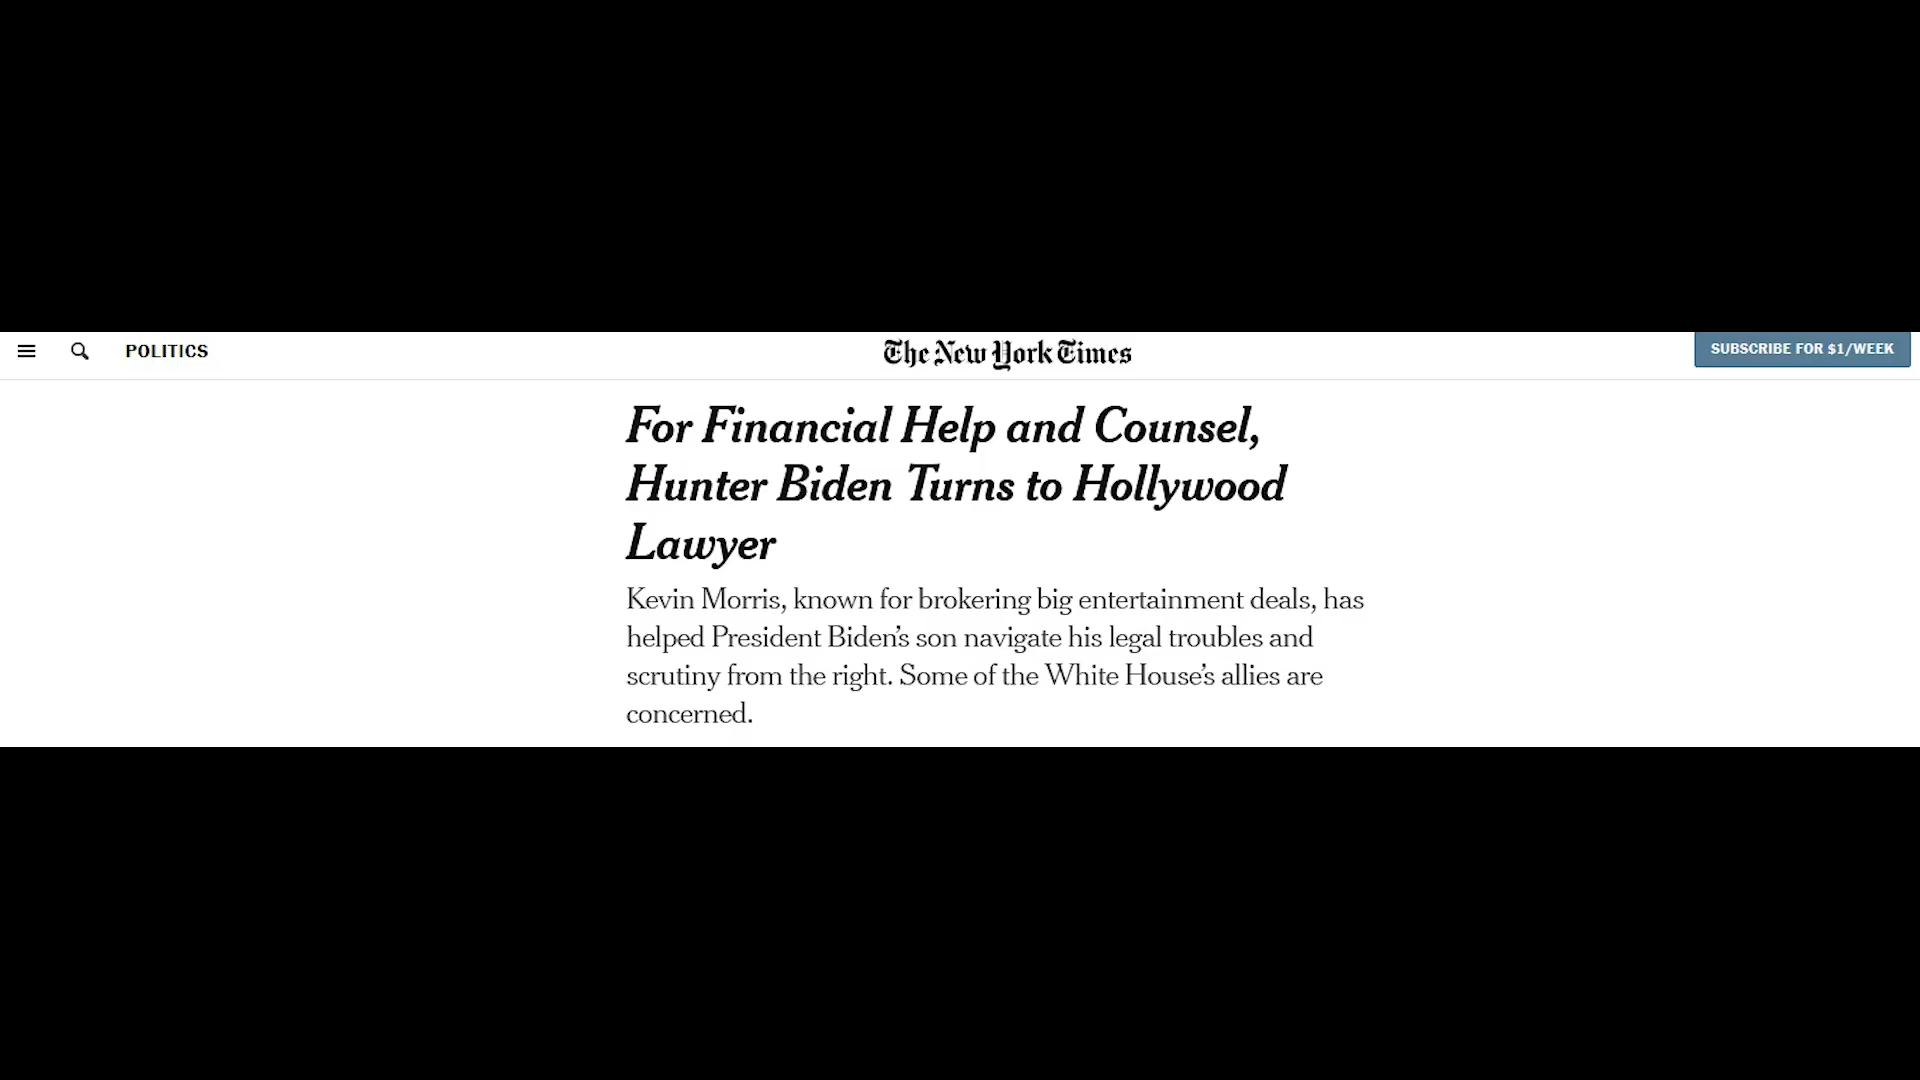 POLITICS
The New York Times
SUBSCRIBE FOR $1/WEEK
For Financial Help and Counsel,
Hunter Biden Turns to Hollywood
Lawyer
Kevin Morris, known for brokering big entertainment deals, has
helped President Biden's son navigate his legal troubles and
scrutiny from the right. Some of the White House's allies are
concerned.